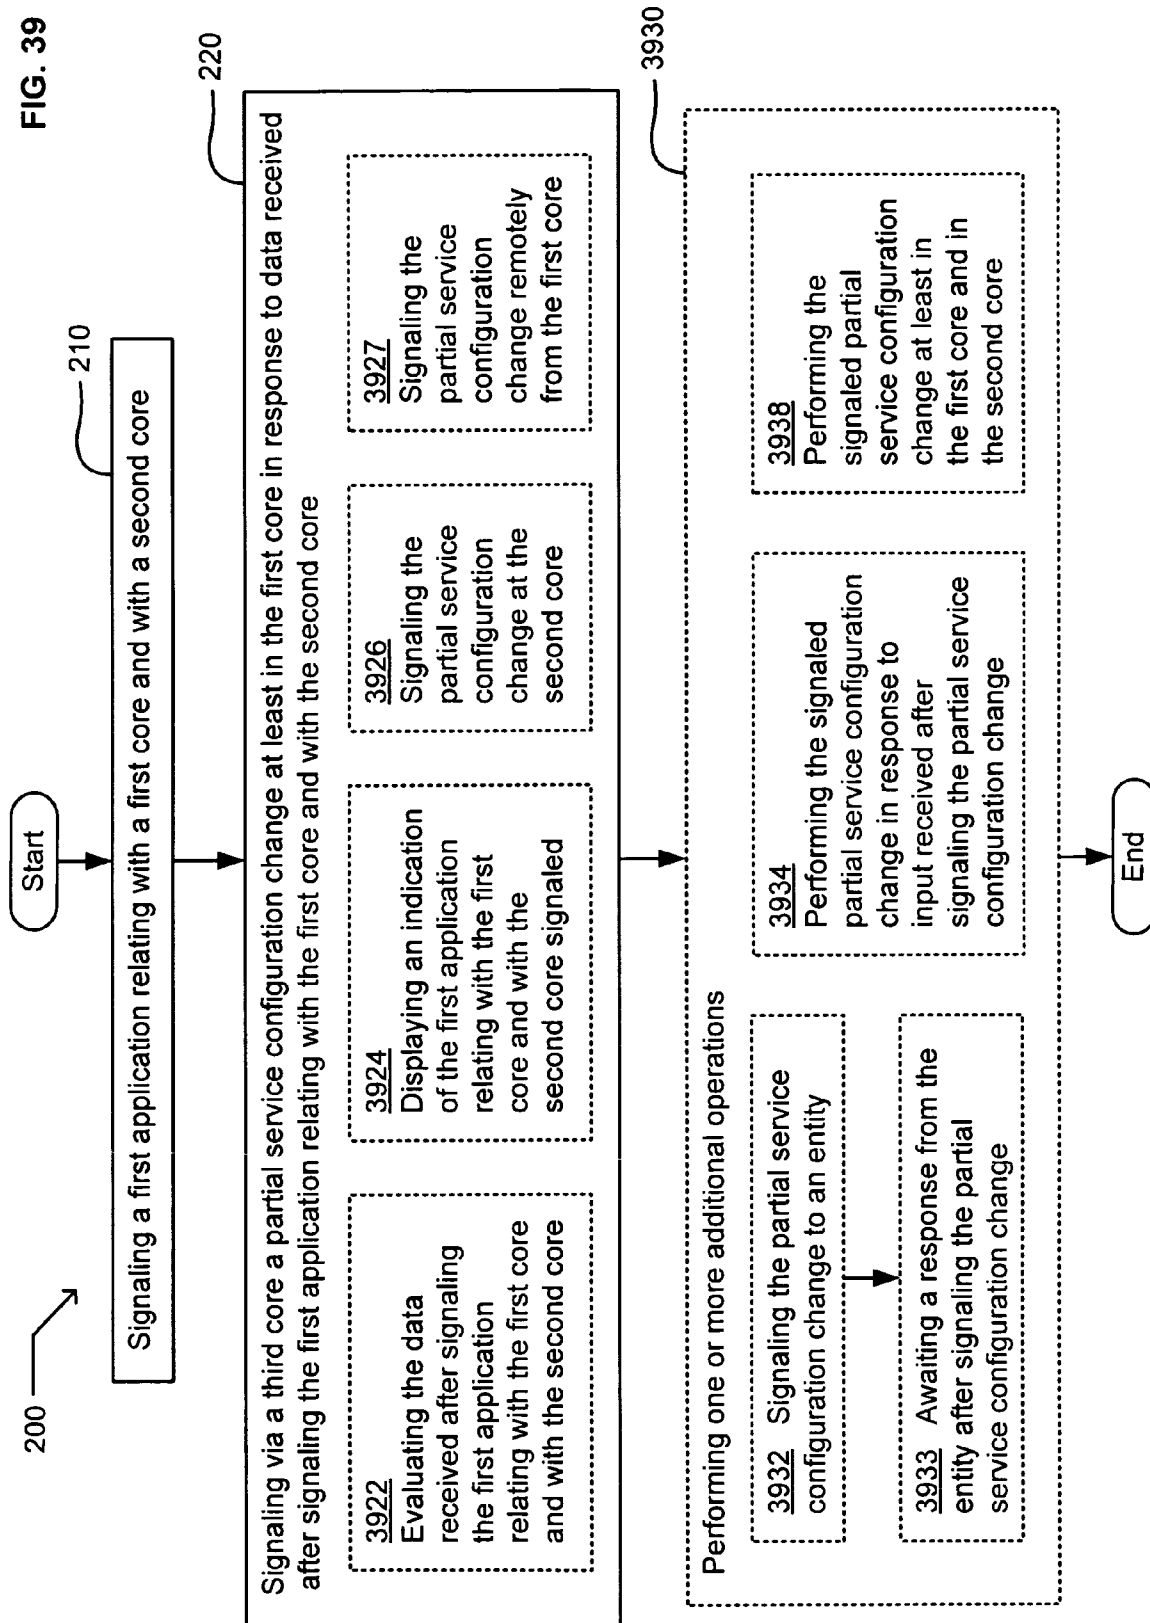 FIG. 39
200
Start
210
Signaling a first application relating with a first core and with a second core
220
Signaling via a third core a partial service configuration change at least in the first core in response to data received
after signaling the first application relating with the first core and with the second core
3922
Evaluating the data
received after signaling
the first application
relating with the first core
and with the second core
3924
Displaying an indication
of the first application
relating with the first
core and with the
second core signaled
3926
Signaling the
partial service
configuration
change at the
second core
3927
Signaling the
partial service
configuration
change remotely
from the first core
3930
Performing one or more additional operations
3932 Signaling the partial service
configuration change to an entity
3933 Awaiting a response from the
entity after signaling the partial
service configuration change
3934
Performing the signaled
partial service configuration
change in response to
input received after
signaling the partial service
configuration change
3938
Performing the
signaled partial
service configuration
change at least in
the first core and in
the second core
End